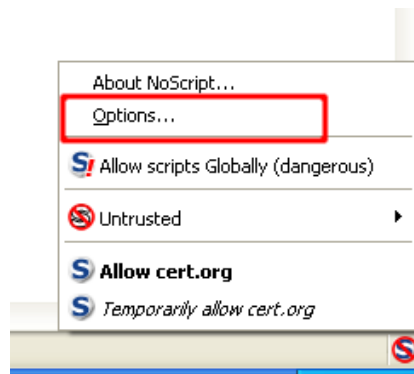 About NoScript...
Options...
Allow scripts Globally (dangerous)
Untrusted
Allow cert.org
Temporarily allow cert.org